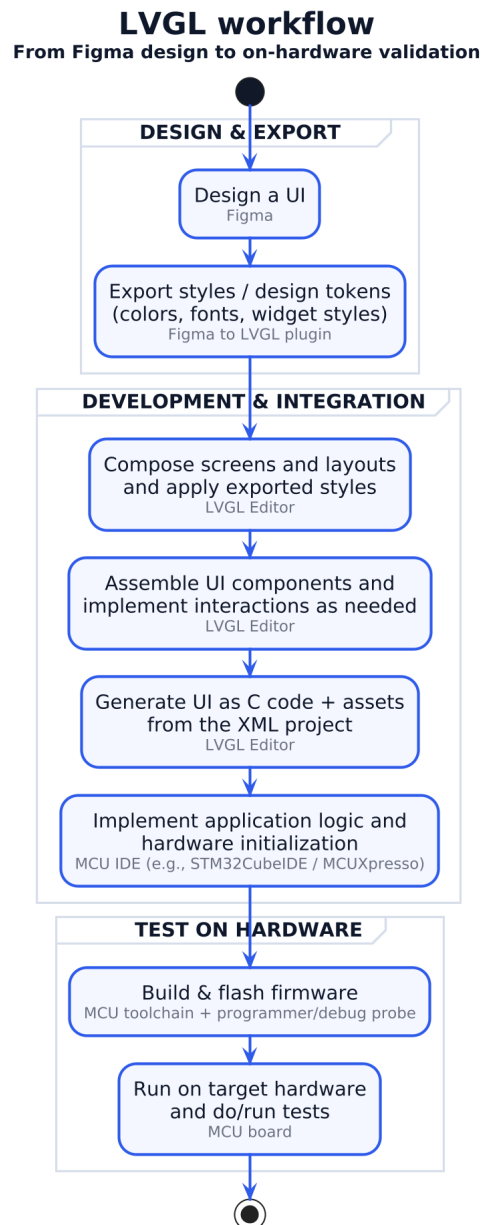 LVGL workflow
From Figma design to on-hardware validation
DESIGN & EXPORT
Design a UI
Figma
Export styles / design tokens
(colors, fonts, widget styles)
Figma to LVGL plugin
DEVELOPMENT & INTEGRATION
Compose screens and layouts
and apply exported styles
LVGL Editor
Assemble UI components and
implement interactions as needed
LVGL Editor
Generate UI as C code + assets
from the XML project
LVGL Editor
Implement application logic and
hardware initialization
MCU IDE (e.g., STM32CubeIDE / MCUXpresso)
TEST ON HARDWARE
Build & flash firmware
MCU toolchain + programmer/debug probe
Run on target hardware
and do/run tests
MCU board